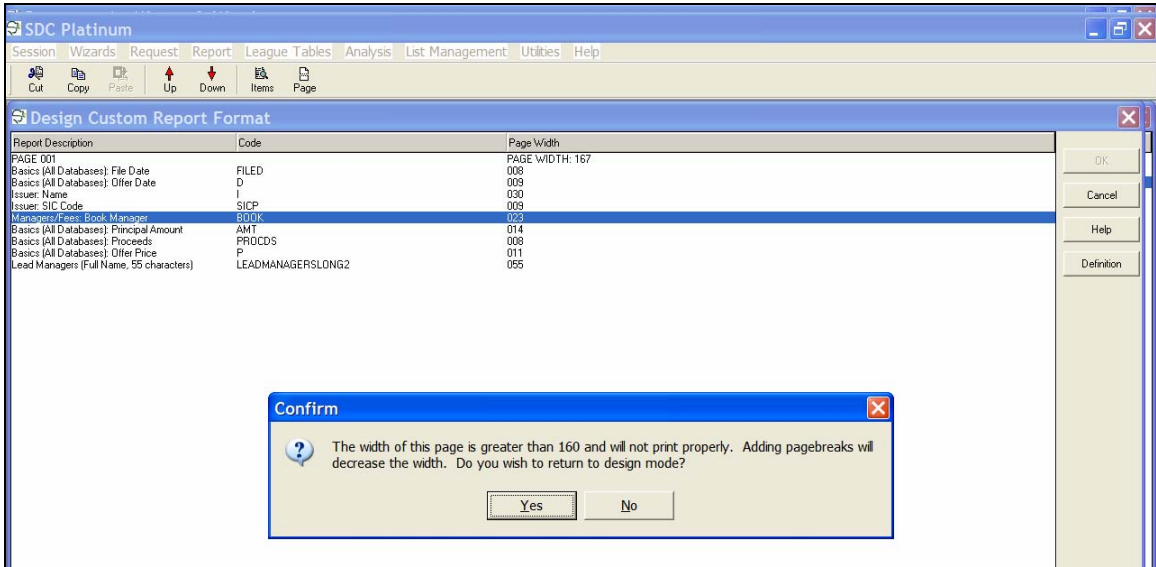 SDC Platinum
Session Wizards Request Report League Tables Analysis List Management Utilities Help
Cut Copy Paste Up Down Items Page
Design Custom Report Format
Report Description Code Page Width
PAGE 001 PAGE WIDTH: 167
Basics (All Databases): File Date FILED 008
Basics (All Databases): Offer Date D 009
Issuer: Name I 030
Issuer: SIC Code SICP 009
Managers/Fees: Book Manager BOOK 023
Basics (All Databases): Principal Amount AMT 014
Basics (All Databases): Proceeds PROCDS 008
Basics (All Databases): Offer Price P 011
Lead Managers (Full Name, 55 characters) LEADMANAGERSLONG2 055
OK
Cancel
Help
Definition
Confirm
The width of this page is greater than 160 and will not print properly. Adding pagebreaks will
decrease the width. Do you wish to return to design mode?
Yes No